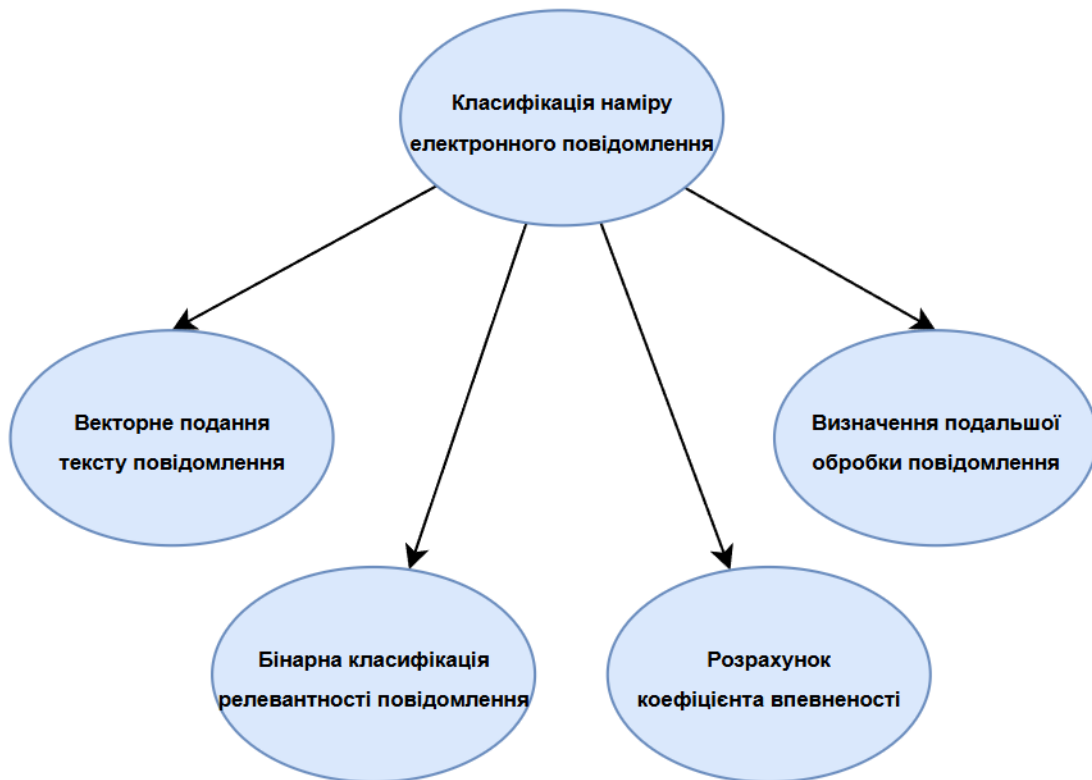 Класифікація наміру
електронного повідомлення
Векторне подання
тексту повідомлення
Визначення подальшої
обробки повідомлення
Бінарна класифікація
релевантності повідомлення
Розрахунок
коефіцієнта впевненості